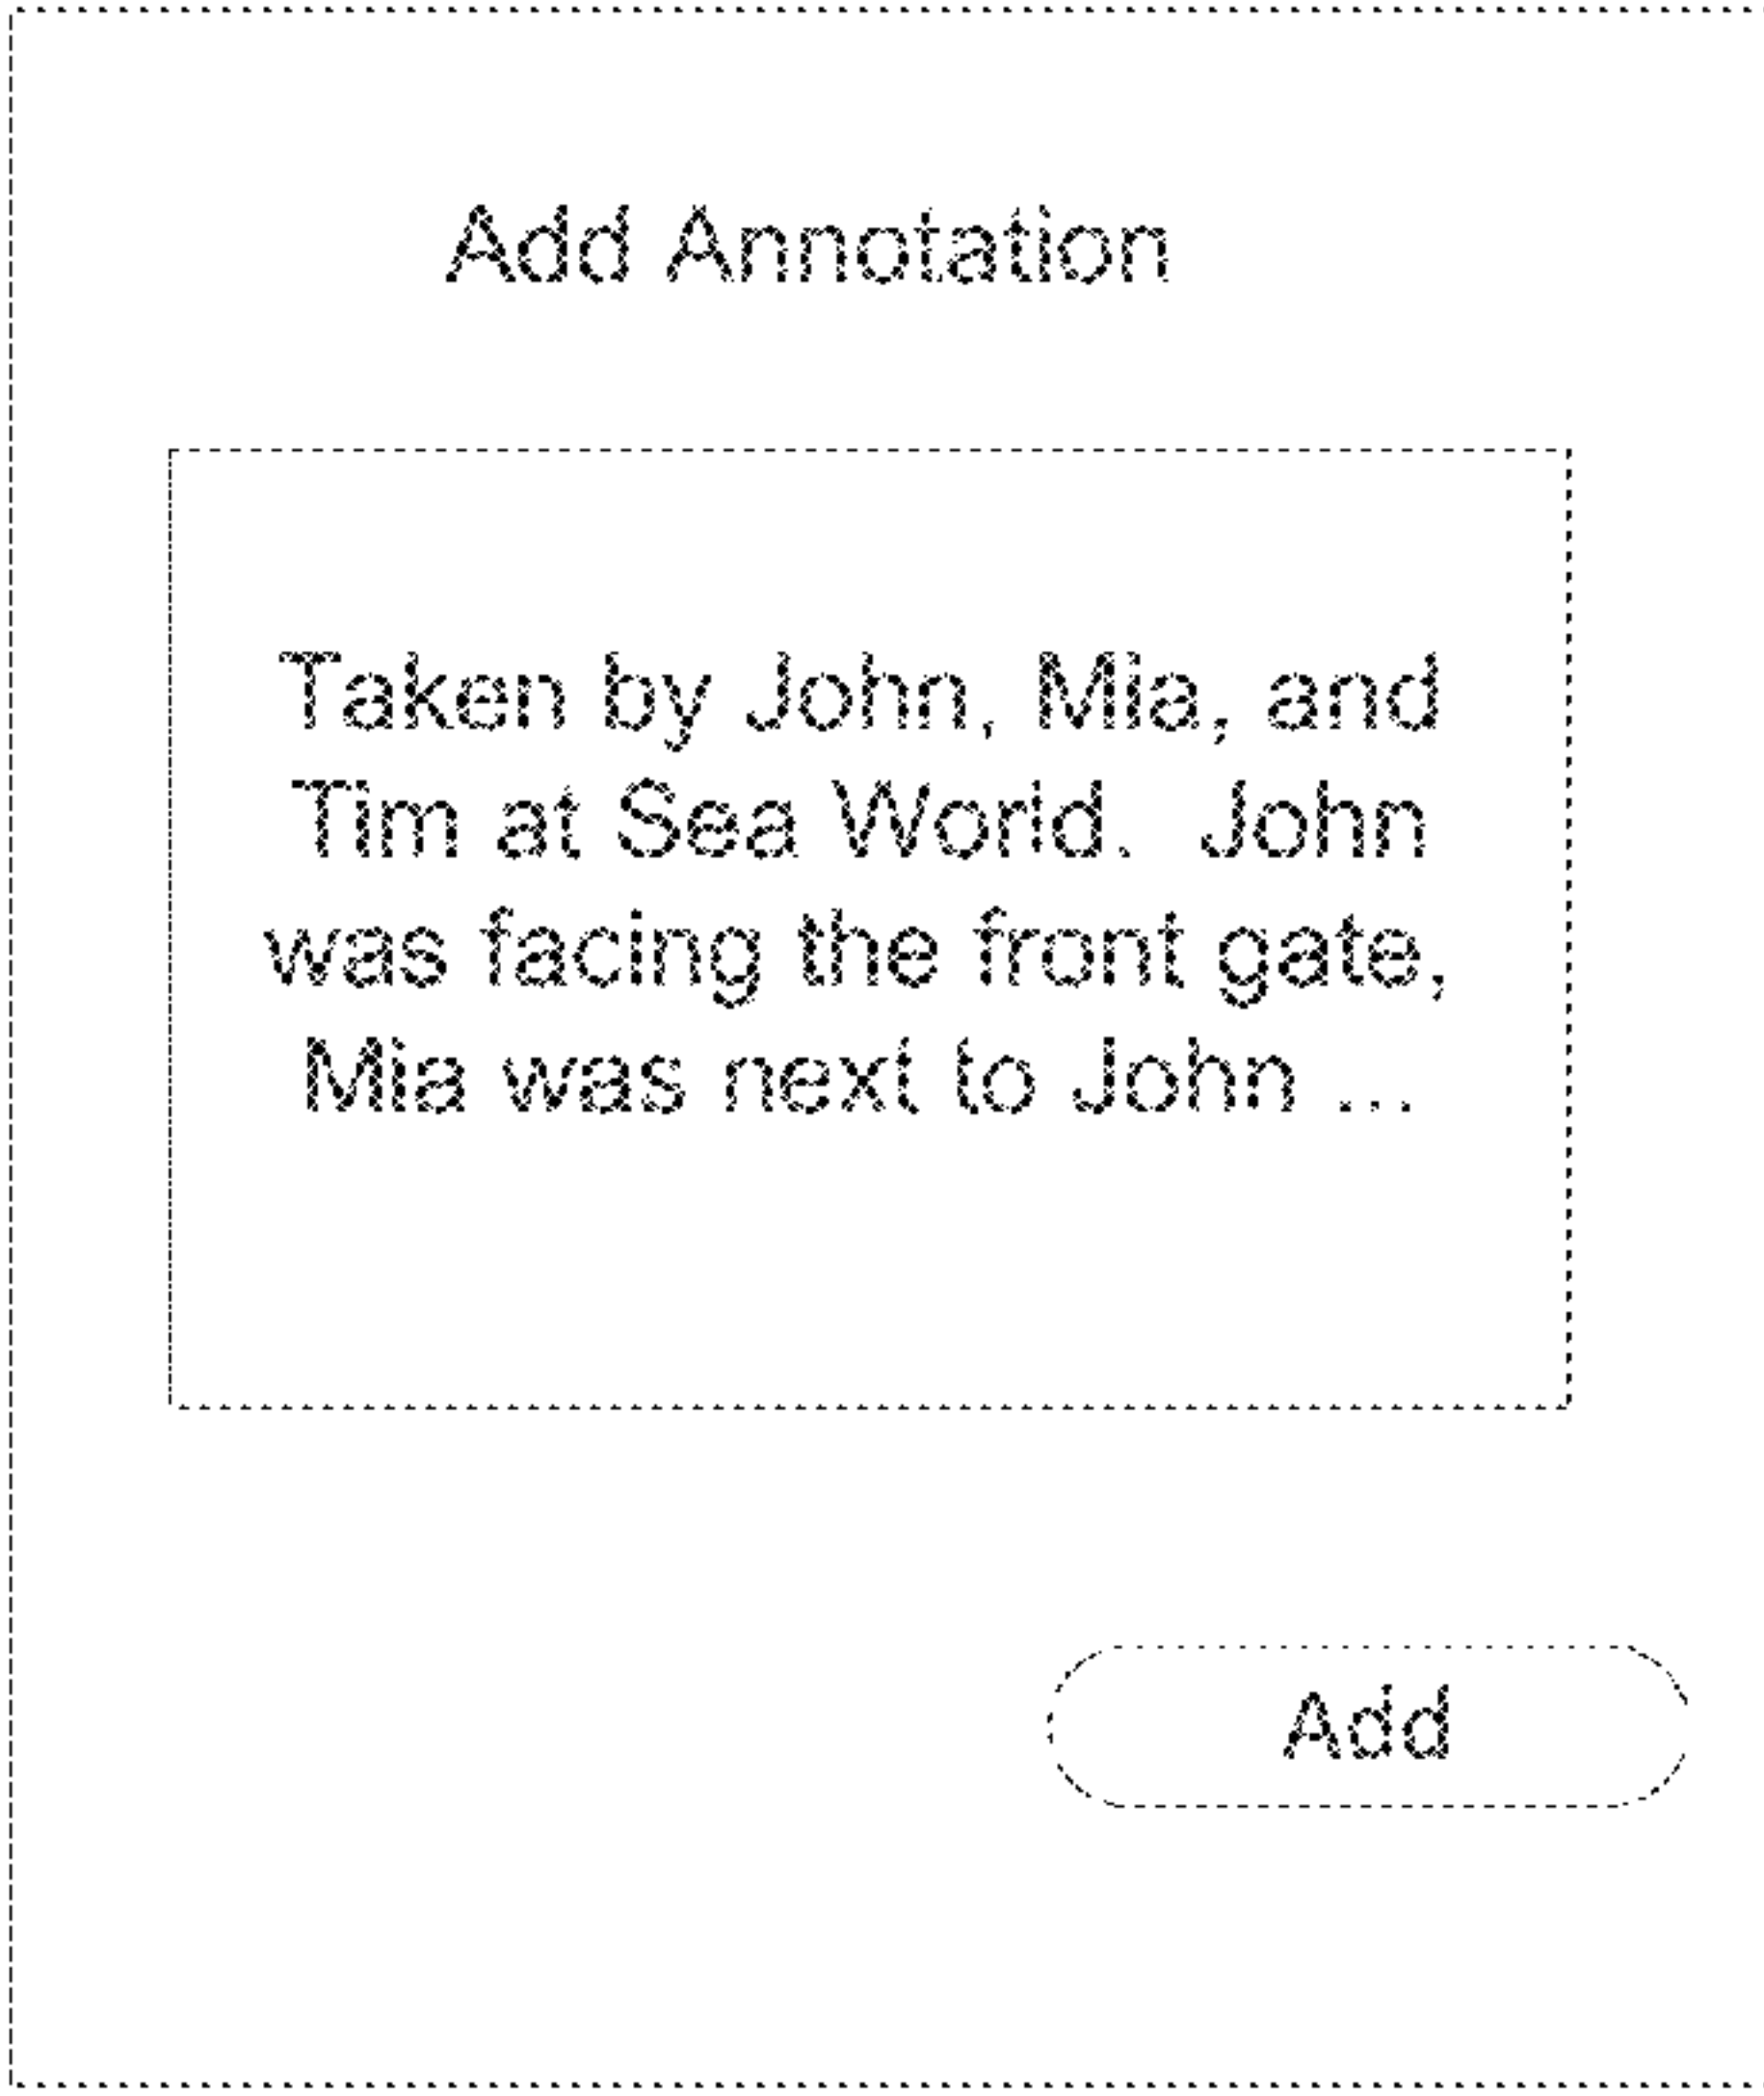 Add Annotation
Taken by John, Mia, and
Tim at Sea World.  John
was facing the front gate,
Mia was next to John ...
Add